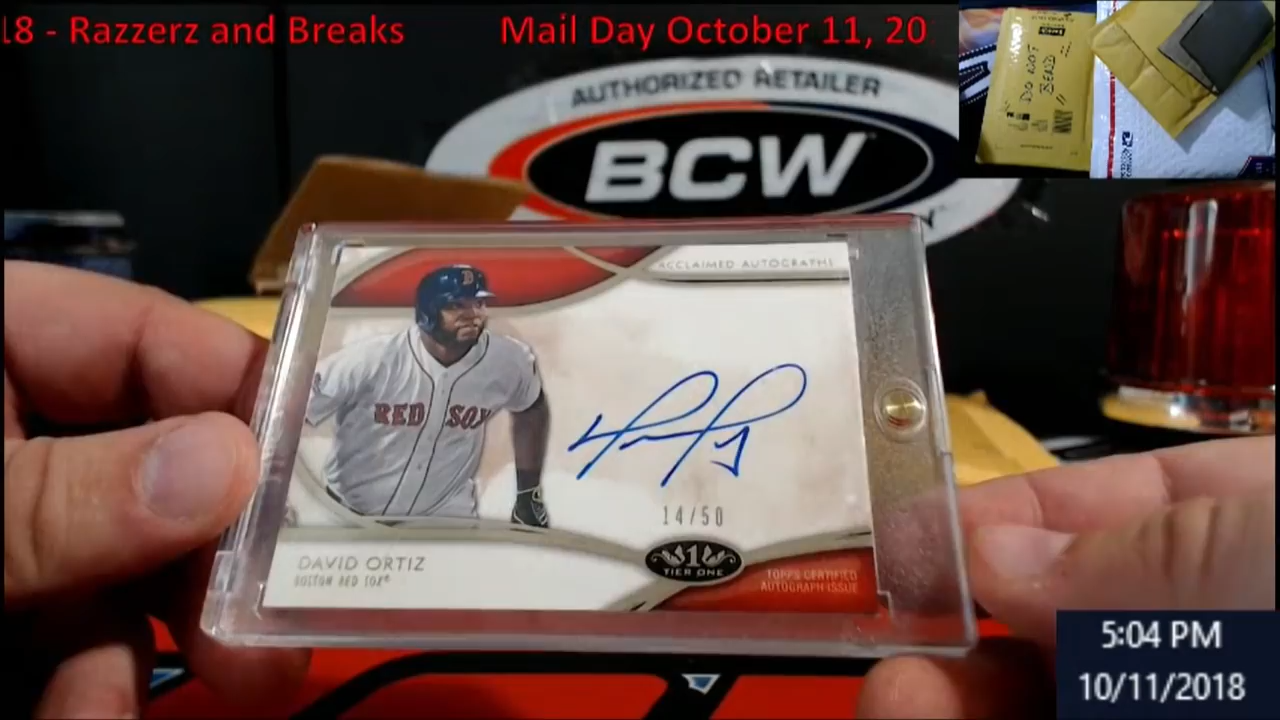 18 - Razzerz and Breaks Mail Day October 11, 20
DO NOT
BEND
AUTHORIZED RETAILER
BCW
ACCLAIMED AUTOGRAPHS
B
RED SOX
14/50
DAVID ORTIZ
BOSTON RED SOX
1
TIER ONE
TOPPS CERTIFIED
AUTOGRAPH ISSUE
5:04 PM
10/11/2018